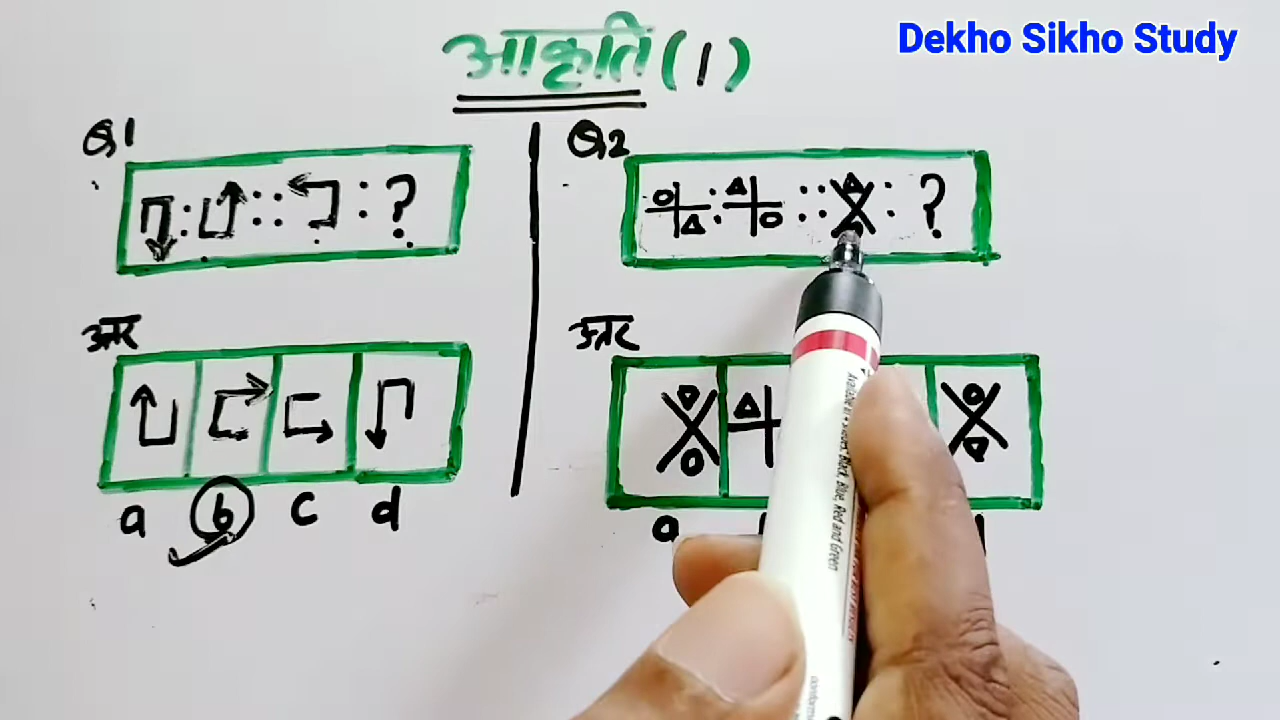 Dekho Sikho Study
आकृति (1)
Q1
Q2
: :: : ?
: :: : ?
उत्तर
उत्तर
a b c d
a